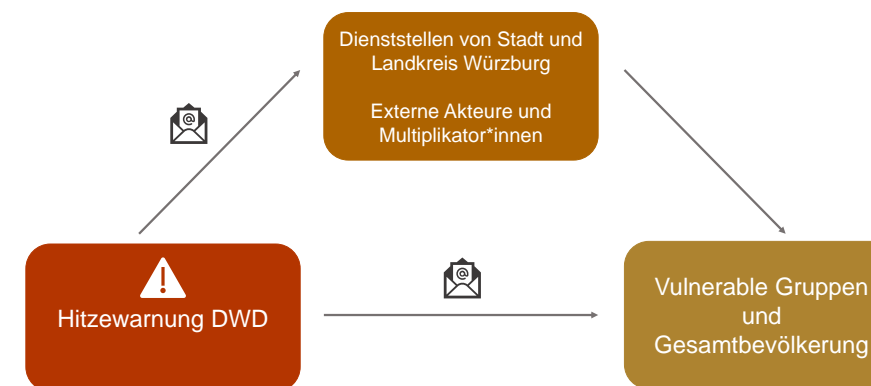 Dienststellen von Stadt und
Landkreis Würzburg
Externe Akteure und
Multiplikator*innen
Hitzewarnung DWD
Vulnerable Gruppen
und
Gesamtbevölkerung